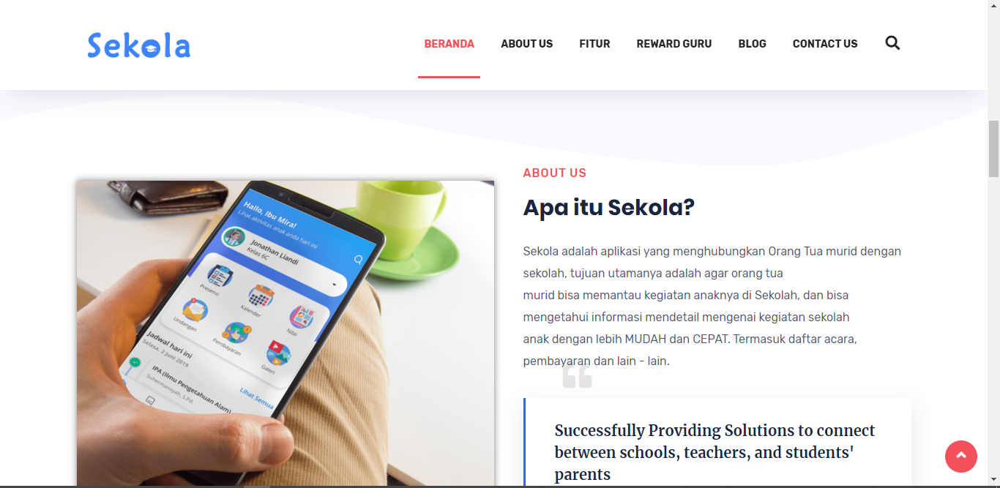 Sekola
BERANDA
ABOUT US
FITUR
REWARD GURU
BLOG
CONTACT US
ABOUT US
Apa itu Sekola?
Sekola adalah aplikasi yang menghubungkan Orang Tua murid dengan
sekolah, tujuan utamanya adalah agar orang tua
murid bisa memantau kegiatan anaknya di Sekolah, dan bisa
mengetahui informasi mendetail mengenai kegiatan sekolah
anak dengan lebih MUDAH dan CEPAT. Termasuk daftar acara,
pembayaran dan lain - lain.
Successfully Providing Solutions to connect
between schools, teachers, and students'
parents
Hallo, Ibu Mira!
Lihat aktivitas anak anda hari ini
Jonathan Liandi
Kelas 6C
Presensi
Kalender
Nilai
Undangan
Pembayaran
Galeri
Jadwal hari ini
Selasa, 2 Juni 2019
Lihat Semua
IPA (Ilmu Pengetahuan Alam)
Suhermansyah, S.Pd.